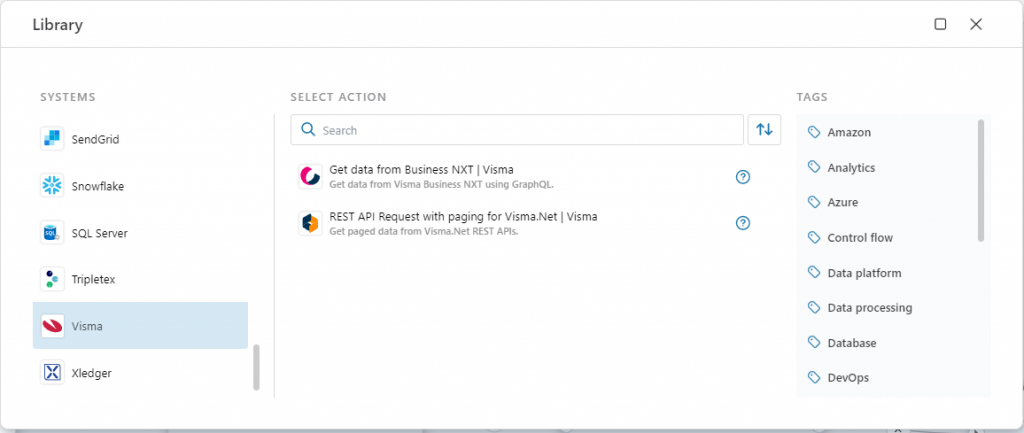 Library
SYSTEMS
SendGrid
Snowflake
SQL Server
Tripletex
Visma
Xledger
SELECT ACTION
Search
Get data from Business NXT | Visma
Get data from Visma Business NXT using GraphQL.
REST API Request with paging for Visma.Net | Visma
Get paged data from Visma.Net REST APIs.
TAGS
Amazon
Analytics
Azure
Control flow
Data platform
Data processing
Database
DevOps